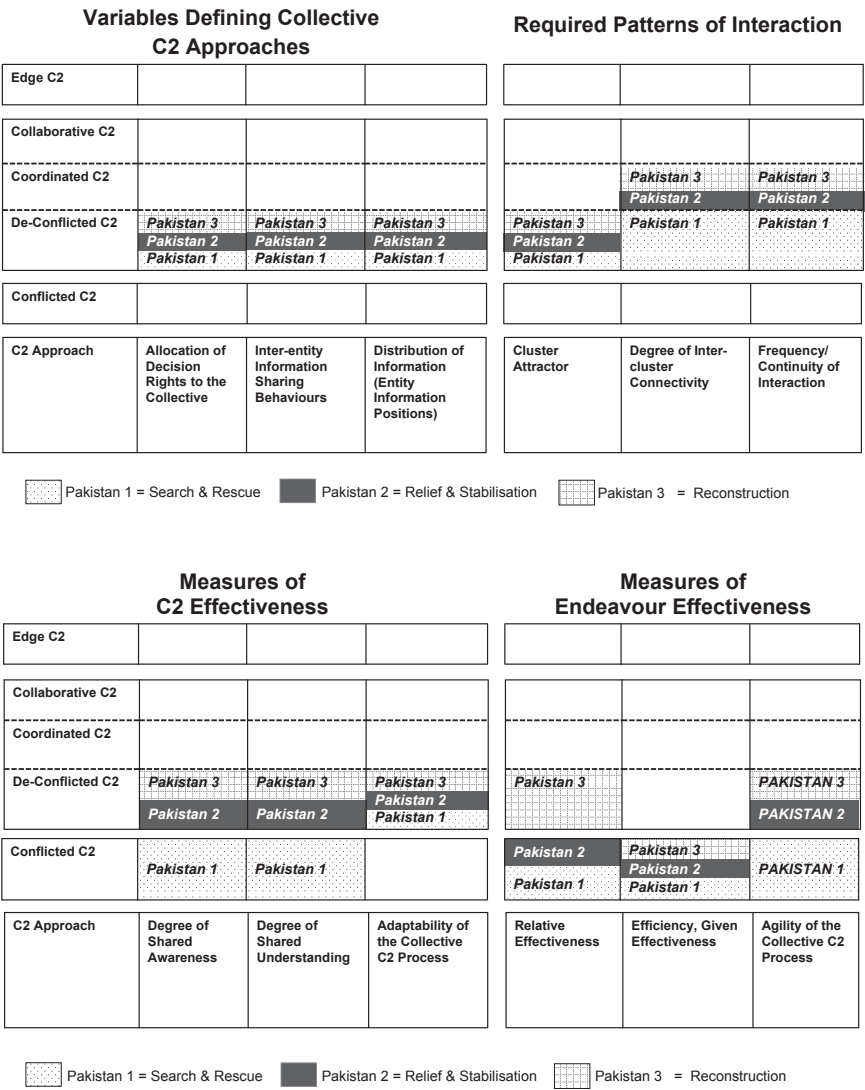 Variables Defining Collective
C2 Approaches
Required Patterns of Interaction
Edge C2
Collaborative C2
Coordinated C2
Pakistan 3 Pakistan 3
Pakistan 2 Pakistan 2
De-Conflicted C2 Pakistan 3 Pakistan 3 Pakistan 3 Pakistan 3 Pakistan 1 Pakistan 1
Pakistan 2 Pakistan 2 Pakistan 2 Pakistan 2
Pakistan 1 Pakistan 1 Pakistan 1 Pakistan 1
Conflicted C2
C2 Approach
Allocation of
Decision
Rights to the
Collective
Inter-entity
Information
Sharing
Behaviours
Distribution of
Information
(Entity
Information
Positions)
Cluster
Attractor
Degree of Inter-
cluster
Connectivity
Frequency/
Continuity of
Interaction
Pakistan 1 = Search & Rescue Pakistan 2 = Relief & Stabilisation Pakistan 3 = Reconstruction
Measures of
C2 Effectiveness
Measures of
Endeavour Effectiveness
Edge C2
Collaborative C2
Coordinated C2
De-Conflicted C2 Pakistan 3 Pakistan 3 Pakistan 3 Pakistan 3 PAKISTAN 3
Pakistan 2 Pakistan 2 Pakistan 2 PAKISTAN 2
Pakistan 1
Conflicted C2 Pakistan 2 Pakistan 3
Pakistan 1 Pakistan 1 Pakistan 2 PAKISTAN 1
Pakistan 1 Pakistan 1
C2 Approach
Degree of
Shared
Awareness
Degree of
Shared
Understanding
Adaptability of
the Collective
C2 Process
Relative
Effectiveness
Efficiency, Given
Effectiveness
Agility of the
Collective C2
Process
Pakistan 1 = Search & Rescue Pakistan 2 = Relief & Stabilisation Pakistan 3 = Reconstruction